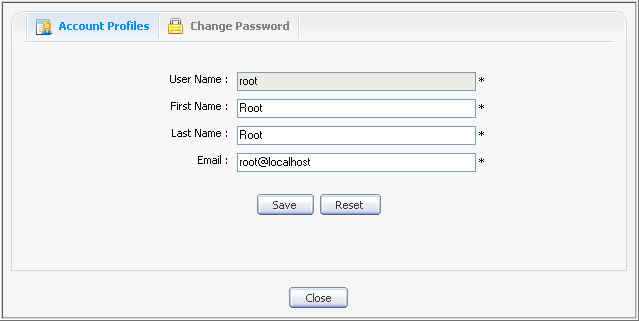 Account Profiles Change Password
User Name : root *
First Name : Root *
Last Name : Root *
Email : root@localhost *
Save Reset
Close